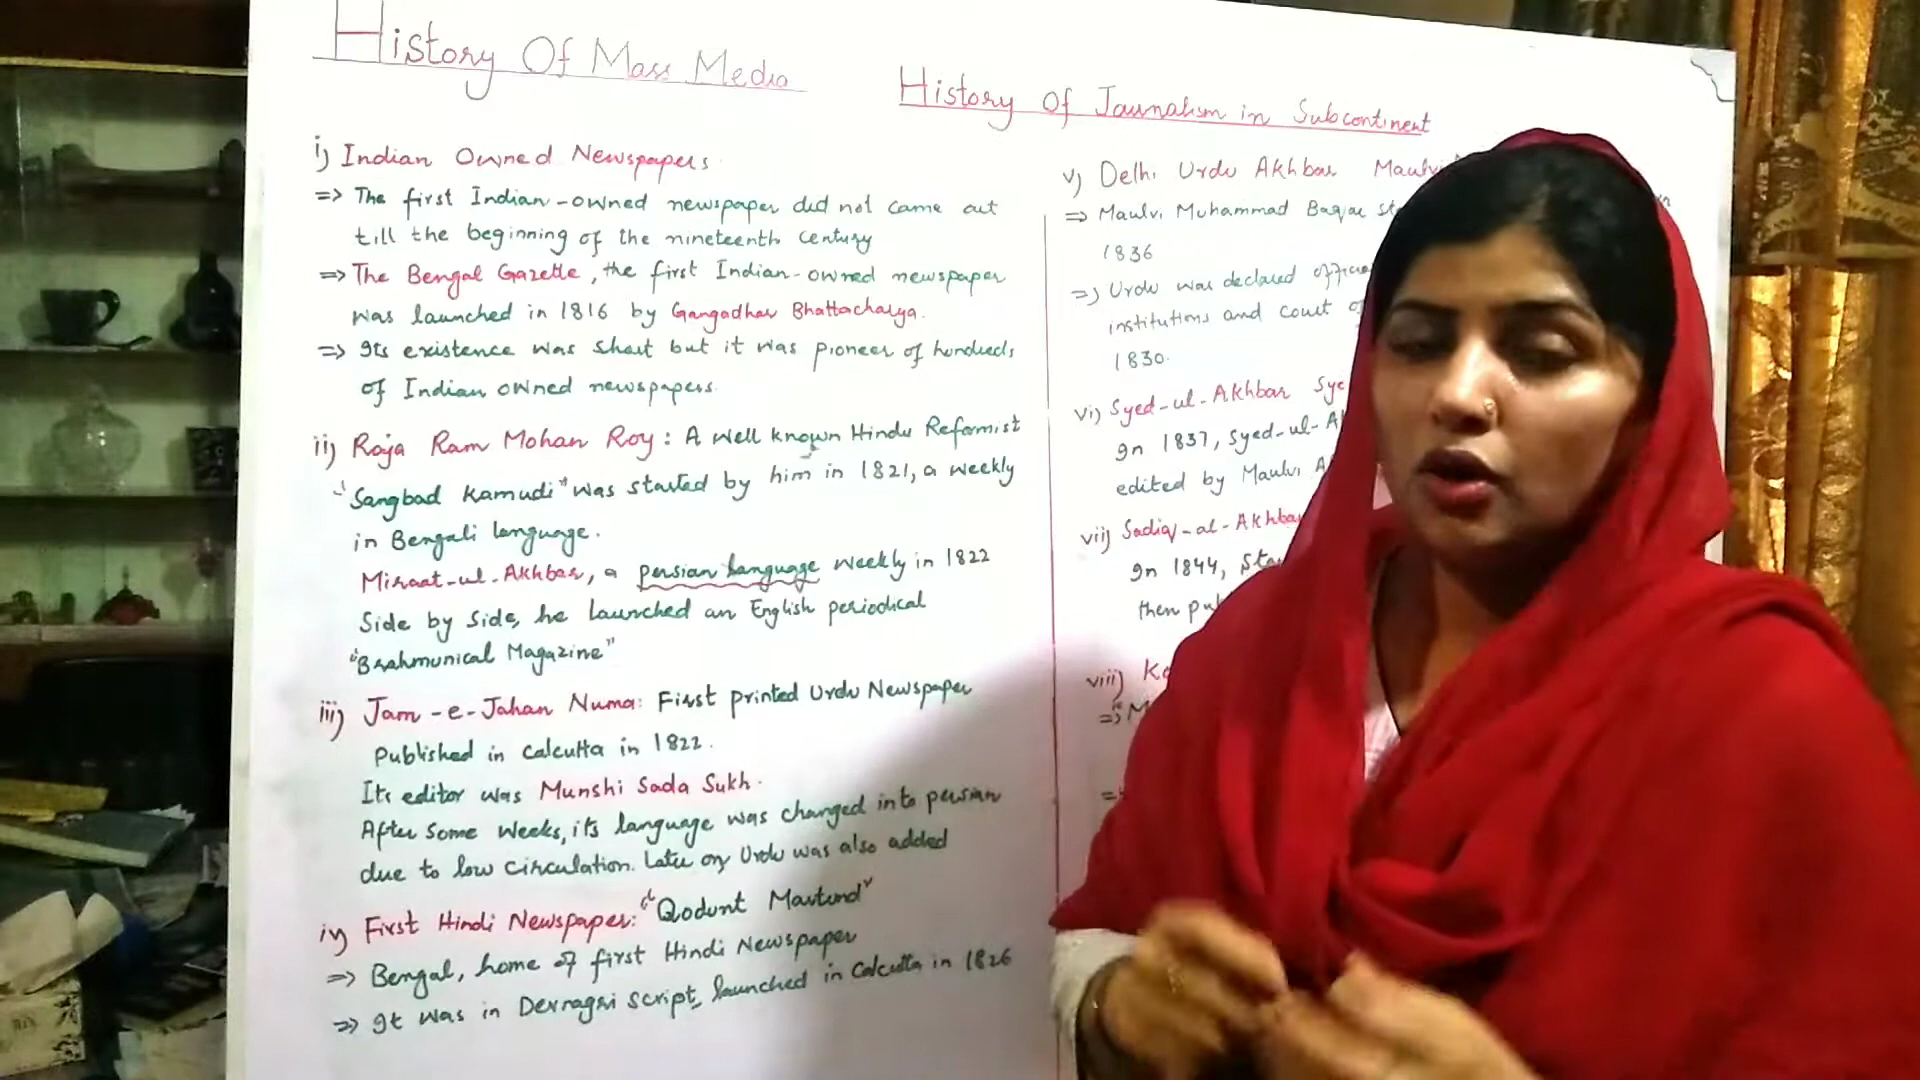 History Of Mass Media
History Of Jaurnalism in Subcontinent
i) Indian Owned Newspapers
=> The first Indian-owned newspaper did not came out
till the beginning of the nineteenth century
=> The Bengal Gazette, the first Indian-owned newspaper
was launched in 1816 by Gangadhar Bhattacharya.
=> Its existence was short but it was pioneer of hundreds
of Indian owned newspapers.
ii) Raja Ram Mohan Roy: A well known Hindu Reformist
"Sangbad Kamudi" was started by him in 1821, a weekly
in Bengali language.
Miraat-ul-Akhbar, a persian language weekly in 1822
Side by Side, he launched an English periodical
"Brahmunical Magazine"
iii) Jam-e-Jahan Numa: First printed Urdu Newspaper
Published in Calcutta in 1822.
Its editor was Munshi Sada Sukh.
After some weeks, its language was changed into persian
due to low circulation. Later on Urdu was also added
iv) First Hindi Newspaper: "Qodunt Martund"
=> Bengal, home of first Hindi Newspaper
=> It was in Devnagri script, launched in Calcutta in 1826
v) Delhi Urdu Akhbar Maulvi
=> Maulvi Muhammad Baqar
1836
=> Urdu was declared
institutions and court
1830.
vi) Syed-ul-Akhbar
In 1837, Syed-ul-
edited by Maulvi
vii) Sadiq-al-Akhbar
In 1844,
then
viii)